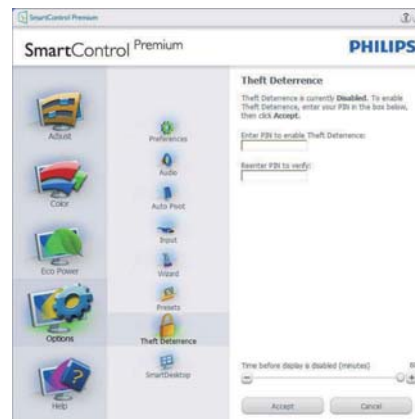 SmartControl Premium
SmartControl Premium
PHILIPS
Adjust
Color
Eco Power
Options
Help
Preferences
Audio
Auto Pivot
Input
Wizard
Presets
Theft Deterrence
SmartDesktop
Theft Deterrence
Theft Deterrence is currently Disabled. To enable
Theft Deterrence, enter your PIN in the box below,
then click Accept.
Enter PIN to enable Theft Deterrence:
Reenter PIN to verify:
Time before display is disabled (minutes)
Accept
Cancel